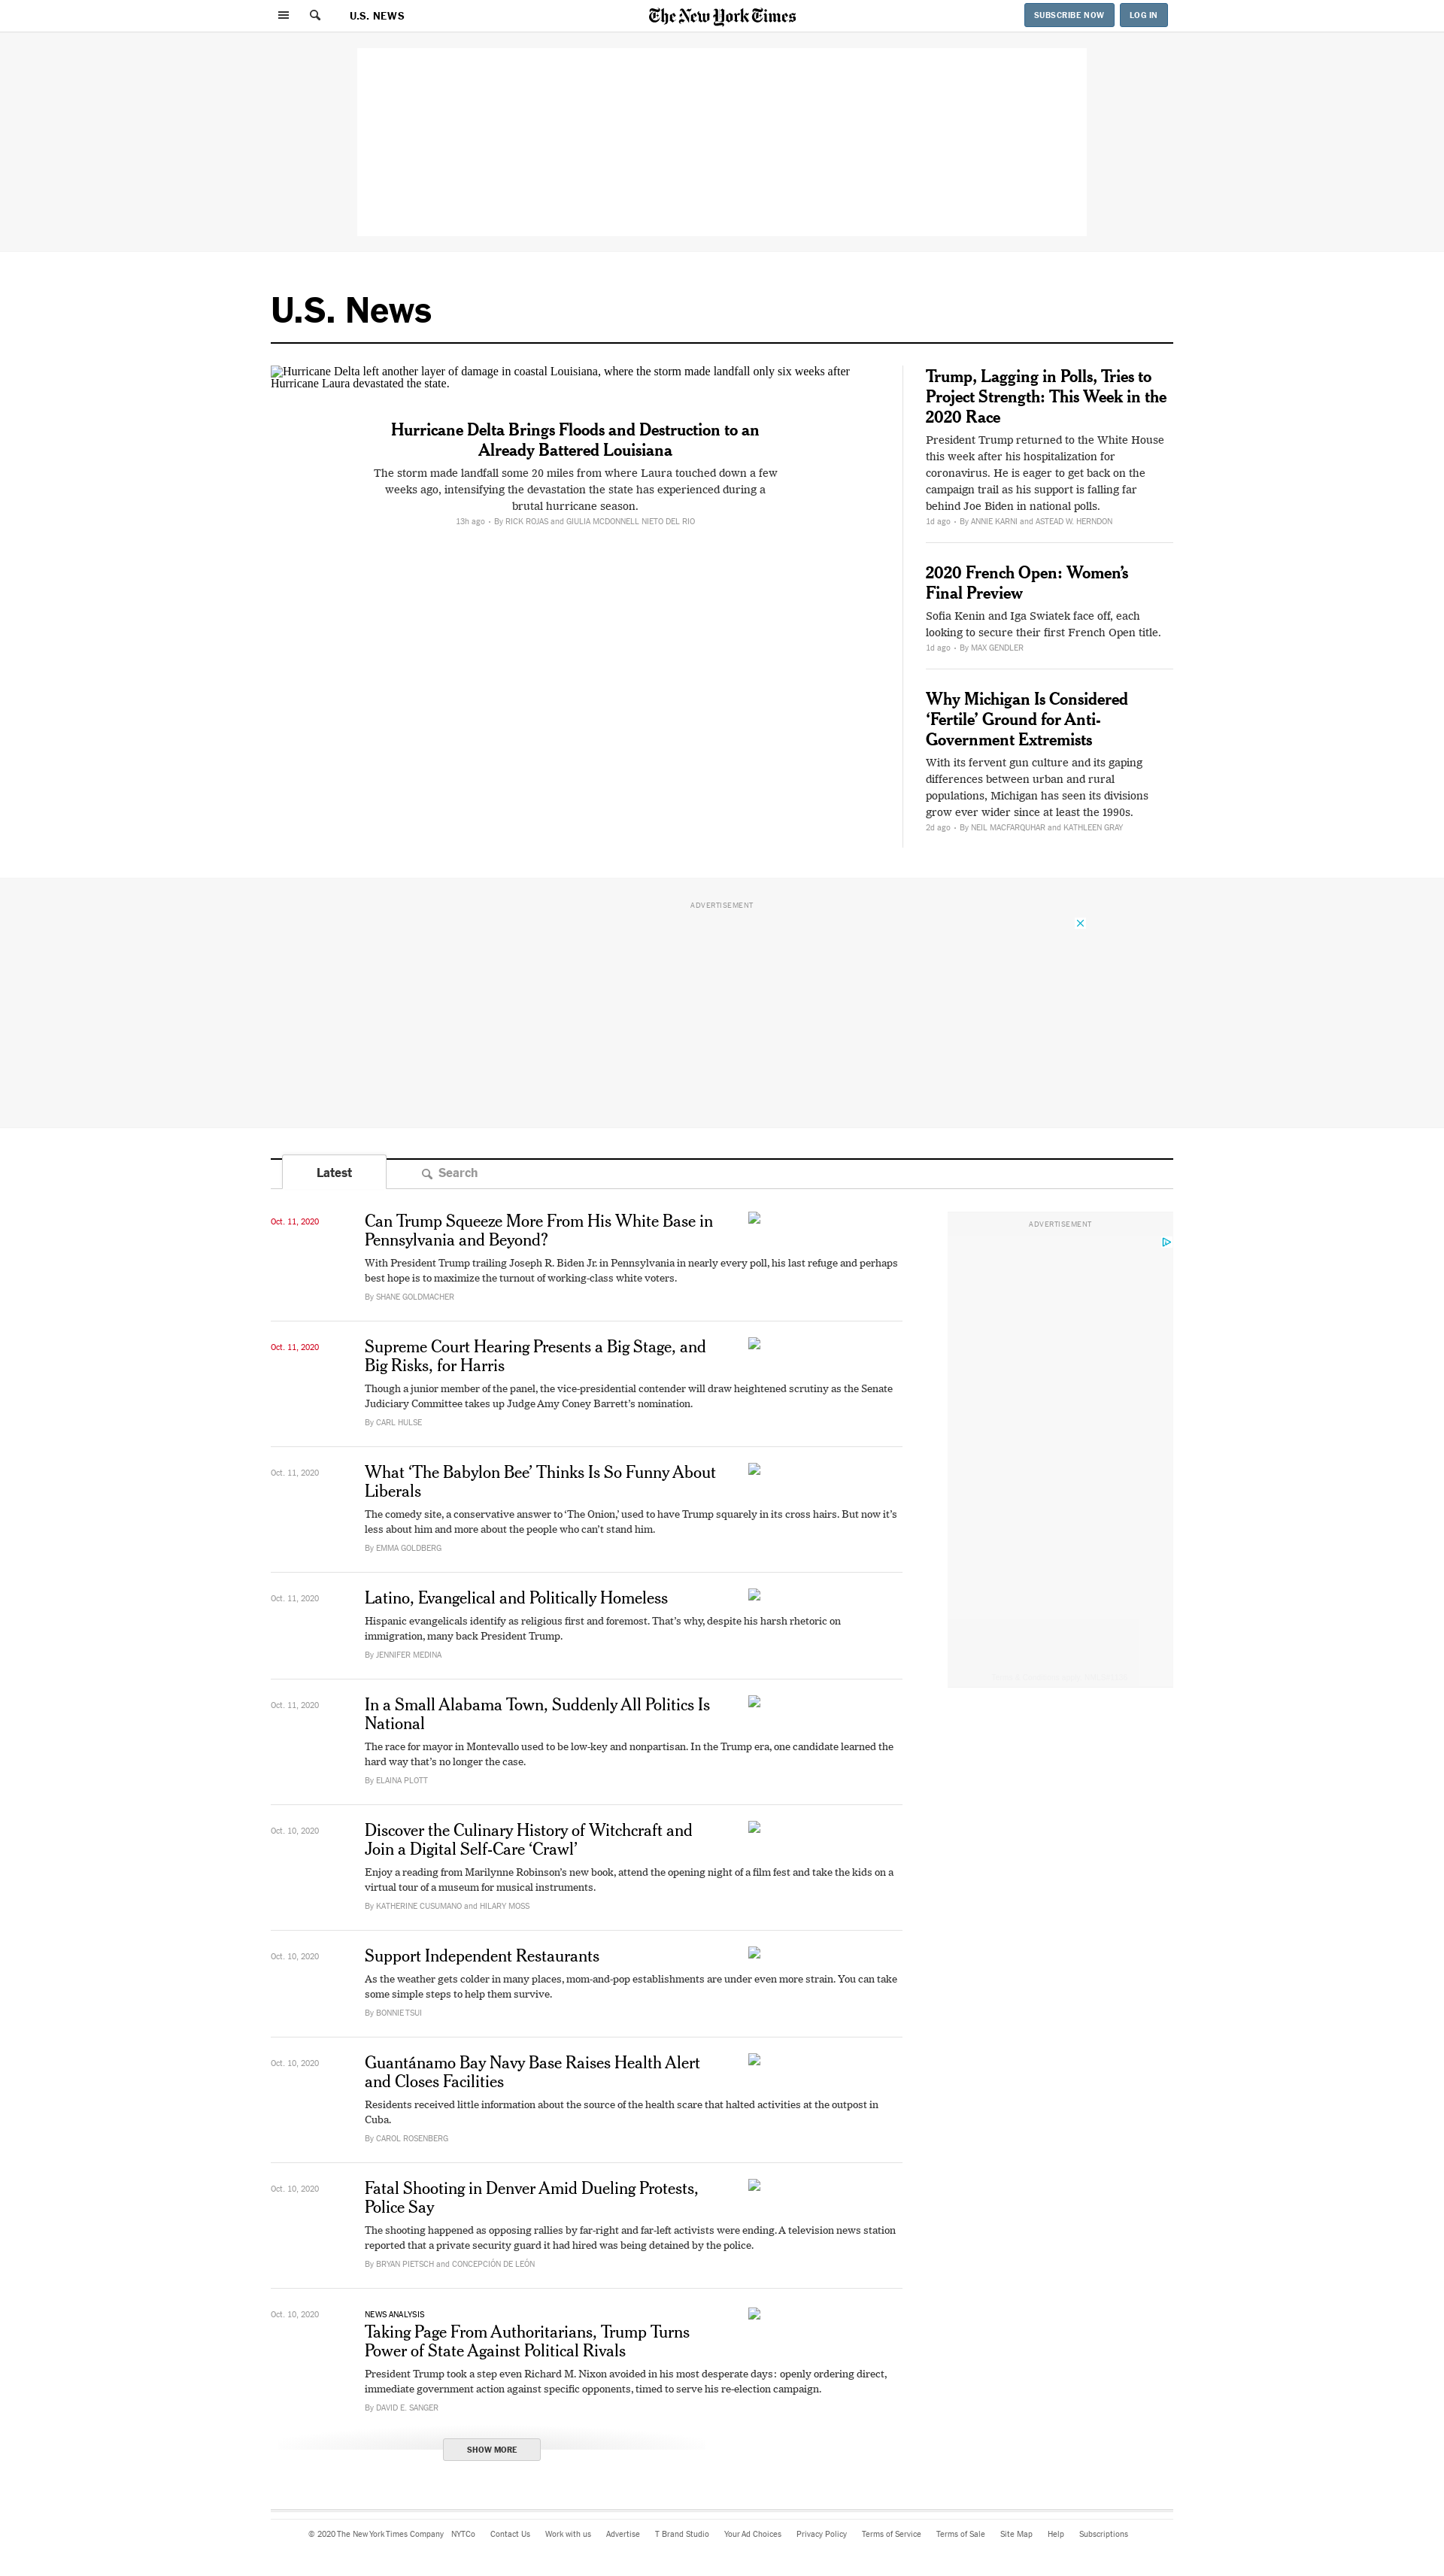 U.S. NEWS
The New York Times
SUBSCRIBE NOW
LOG IN
U.S. News
Hurricane Delta left another layer of damage in coastal Louisiana, where the storm made landfall only six weeks after
Hurricane Laura devastated the state.
Hurricane Delta Brings Floods and Destruction to an
Already Battered Louisiana
The storm made landfall some 20 miles from where Laura touched down a few
weeks ago, intensifying the devastation the state has experienced during a
brutal hurricane season.
13h ago • By RICK ROJAS and GIULIA MCDONNELL NIETO DEL RIO
Trump, Lagging in Polls, Tries to
Project Strength: This Week in the
2020 Race
President Trump returned to the White House
this week after his hospitalization for
coronavirus. He is eager to get back on the
campaign trail as his support is falling far
behind Joe Biden in national polls.
1d ago • By ANNIE KARNI and ASTEAD W. HERNDON
2020 French Open: Women’s
Final Preview
Sofia Kenin and Iga Swiatek face off, each
looking to secure their first French Open title.
1d ago • By MAX GENDLER
Why Michigan Is Considered
‘Fertile’ Ground for Anti-
Government Extremists
With its fervent gun culture and its gaping
differences between urban and rural
populations, Michigan has seen its divisions
grow ever wider since at least the 1990s.
2d ago • By NEIL MACFARQUHAR and KATHLEEN GRAY
ADVERTISEMENT
Latest
Search
Oct. 11, 2020
Can Trump Squeeze More From His White Base in
Pennsylvania and Beyond?
With President Trump trailing Joseph R. Biden Jr. in Pennsylvania in nearly every poll, his last refuge and perhaps
best hope is to maximize the turnout of working-class white voters.
By SHANE GOLDMACHER
ADVERTISEMENT
Oct. 11, 2020
Supreme Court Hearing Presents a Big Stage, and
Big Risks, for Harris
Though a junior member of the panel, the vice-presidential contender will draw heightened scrutiny as the Senate
Judiciary Committee takes up Judge Amy Coney Barrett’s nomination.
By CARL HULSE
Oct. 11, 2020
What ‘The Babylon Bee’ Thinks Is So Funny About
Liberals
The comedy site, a conservative answer to ‘The Onion,’ used to have Trump squarely in its cross hairs. But now it’s
less about him and more about the people who can’t stand him.
By EMMA GOLDBERG
Oct. 11, 2020
Latino, Evangelical and Politically Homeless
Hispanic evangelicals identify as religious first and foremost. That’s why, despite his harsh rhetoric on
immigration, many back President Trump.
By JENNIFER MEDINA
Oct. 11, 2020
In a Small Alabama Town, Suddenly All Politics Is
National
The race for mayor in Montevallo used to be low-key and nonpartisan. In the Trump era, one candidate learned the
hard way that’s no longer the case.
By ELAINA PLOTT
Oct. 10, 2020
Discover the Culinary History of Witchcraft and
Join a Digital Self-Care ‘Crawl’
Enjoy a reading from Marilynne Robinson’s new book, attend the opening night of a film fest and take the kids on a
virtual tour of a museum for musical instruments.
By KATHERINE CUSUMANO and HILARY MOSS
Oct. 10, 2020
Support Independent Restaurants
As the weather gets colder in many places, mom-and-pop establishments are under even more strain. You can take
some simple steps to help them survive.
By BONNIE TSUI
Oct. 10, 2020
Guantánamo Bay Navy Base Raises Health Alert
and Closes Facilities
Residents received little information about the source of the health scare that halted activities at the outpost in
Cuba.
By CAROL ROSENBERG
Oct. 10, 2020
Fatal Shooting in Denver Amid Dueling Protests,
Police Say
The shooting happened as opposing rallies by far-right and far-left activists were ending. A television news station
reported that a private security guard it had hired was being detained by the police.
By BRYAN PIETSCH and CONCEPCIÓN DE LEÓN
Oct. 10, 2020
NEWS ANALYSIS
Taking Page From Authoritarians, Trump Turns
Power of State Against Political Rivals
President Trump took a step even Richard M. Nixon avoided in his most desperate days: openly ordering direct,
immediate government action against specific opponents, timed to serve his re-election campaign.
By DAVID E. SANGER
SHOW MORE
© 2020 The New York Times Company NYTCo Contact Us Work with us Advertise T Brand Studio Your Ad Choices Privacy Policy Terms of Service Terms of Sale Site Map Help Subscriptions